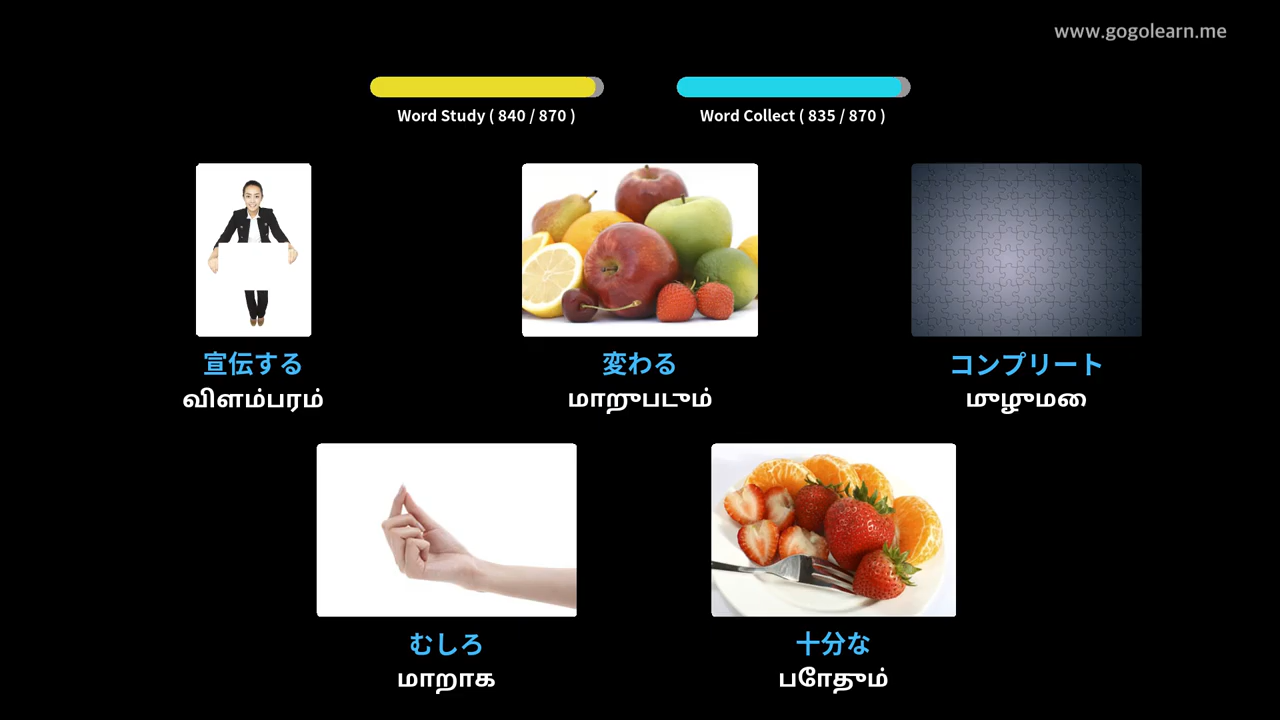 www.gogolearn.me
Word Study ( 840 / 870 )
Word Collect ( 835 / 870 )
宣伝する
விளம்பரம்
変わる
மாறுபடும்
コンプリート
முழுமை
むしろ
மாறாக
十分な
போதும்